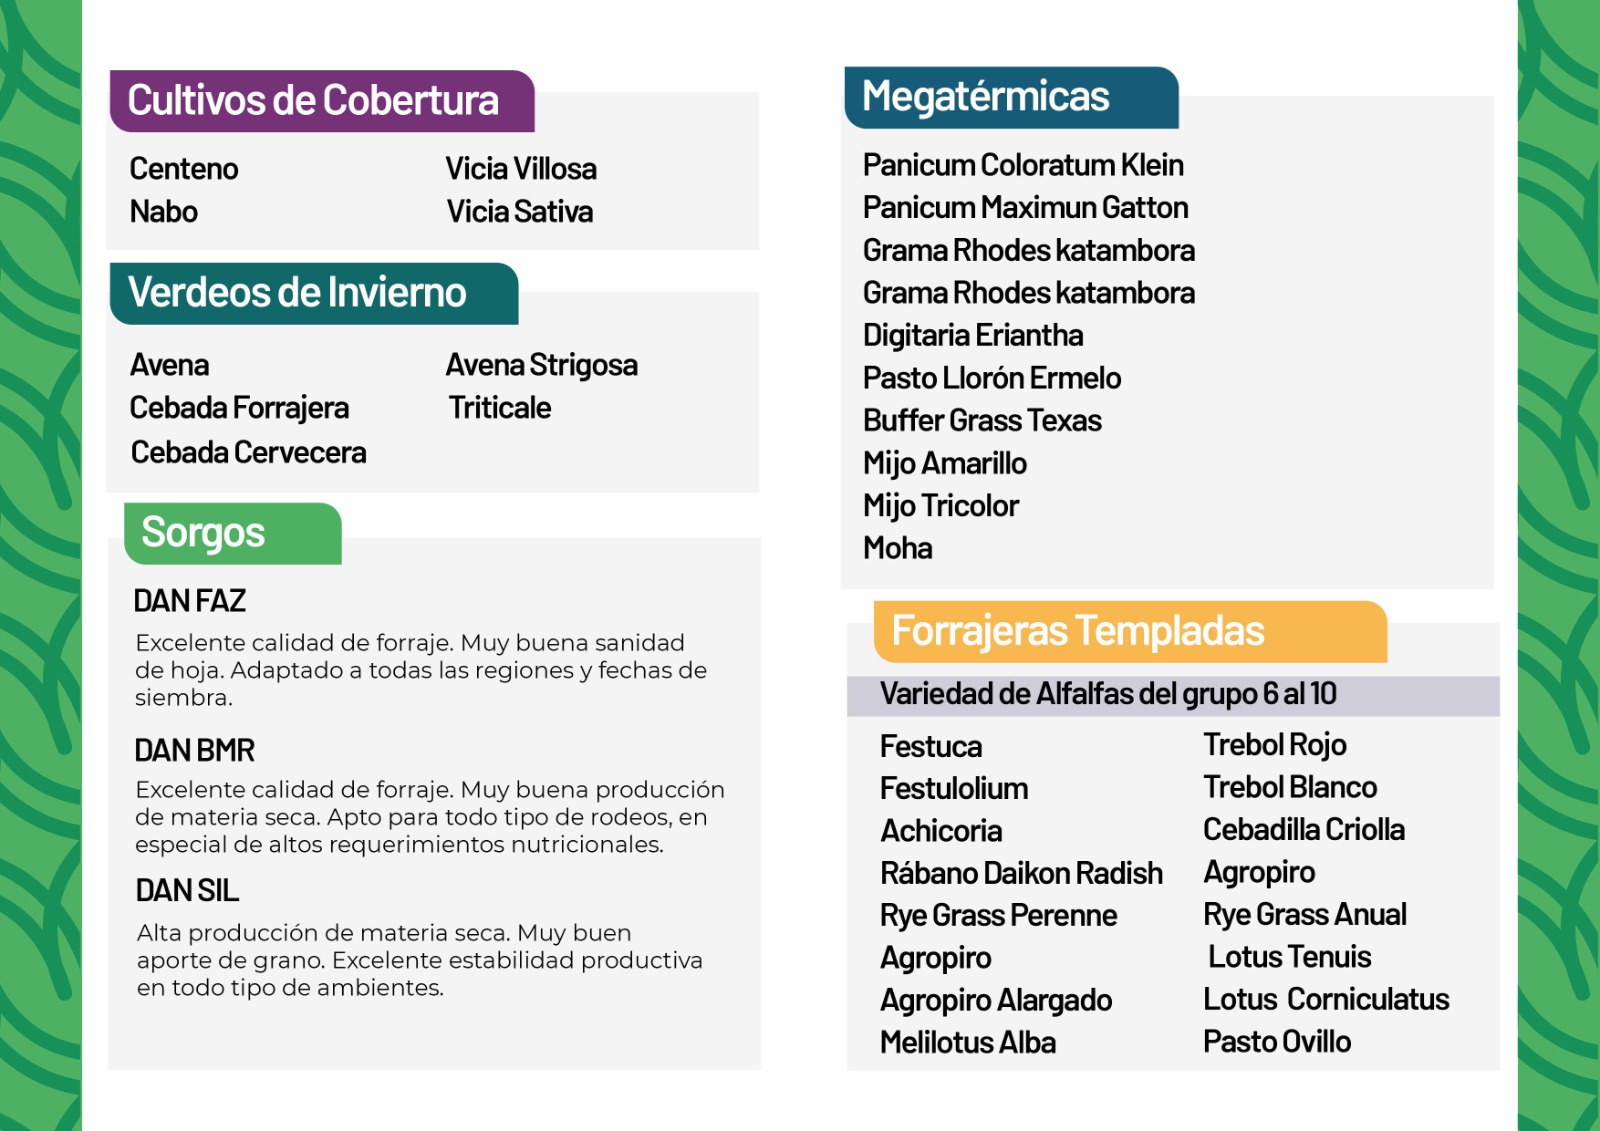 Cultivos de Cobertura
Centeno
Nabo
Vicia Villosa
Vicia Sativa
Verdeos de Invierno
Avena
Cebada Forrajera
Cebada Cervecera
Avena Strigosa
Triticale
Sorgos
DAN FAZ
Excelente calidad de forraje. Muy buena sanidad
de hoja. Adaptado a todas las regiones y fechas de
siembra.
DAN BMR
Excelente calidad de forraje. Muy buena producción
de materia seca. Apto para todo tipo de rodeos, en
especial de altos requerimientos nutricionales.
DAN SIL
Alta producción de materia seca. Muy buen
aporte de grano. Excelente estabilidad productiva
en todo tipo de ambientes.
Megatérmicas
Panicum Coloratum Klein
Panicum Maximun Gatton
Grama Rhodes katambora
Grama Rhodes katambora
Digitaria Eriantha
Pasto Llorón Ermelo
Buffer Grass Texas
Mijo Amarillo
Mijo Tricolor
Moha
Forrajeras Templadas
Variedad de Alfalfas del grupo 6 al 10
Festuca
Festulolium
Achicoria
Rábano Daikon Radish
Rye Grass Perenne
Agropiro
Agropiro Alargado
Melilotus Alba
Trebol Rojo
Trebol Blanco
Cebadilla Criolla
Agropiro
Rye Grass Anual
Lotus Tenuis
Lotus Corniculatus
Pasto Ovillo